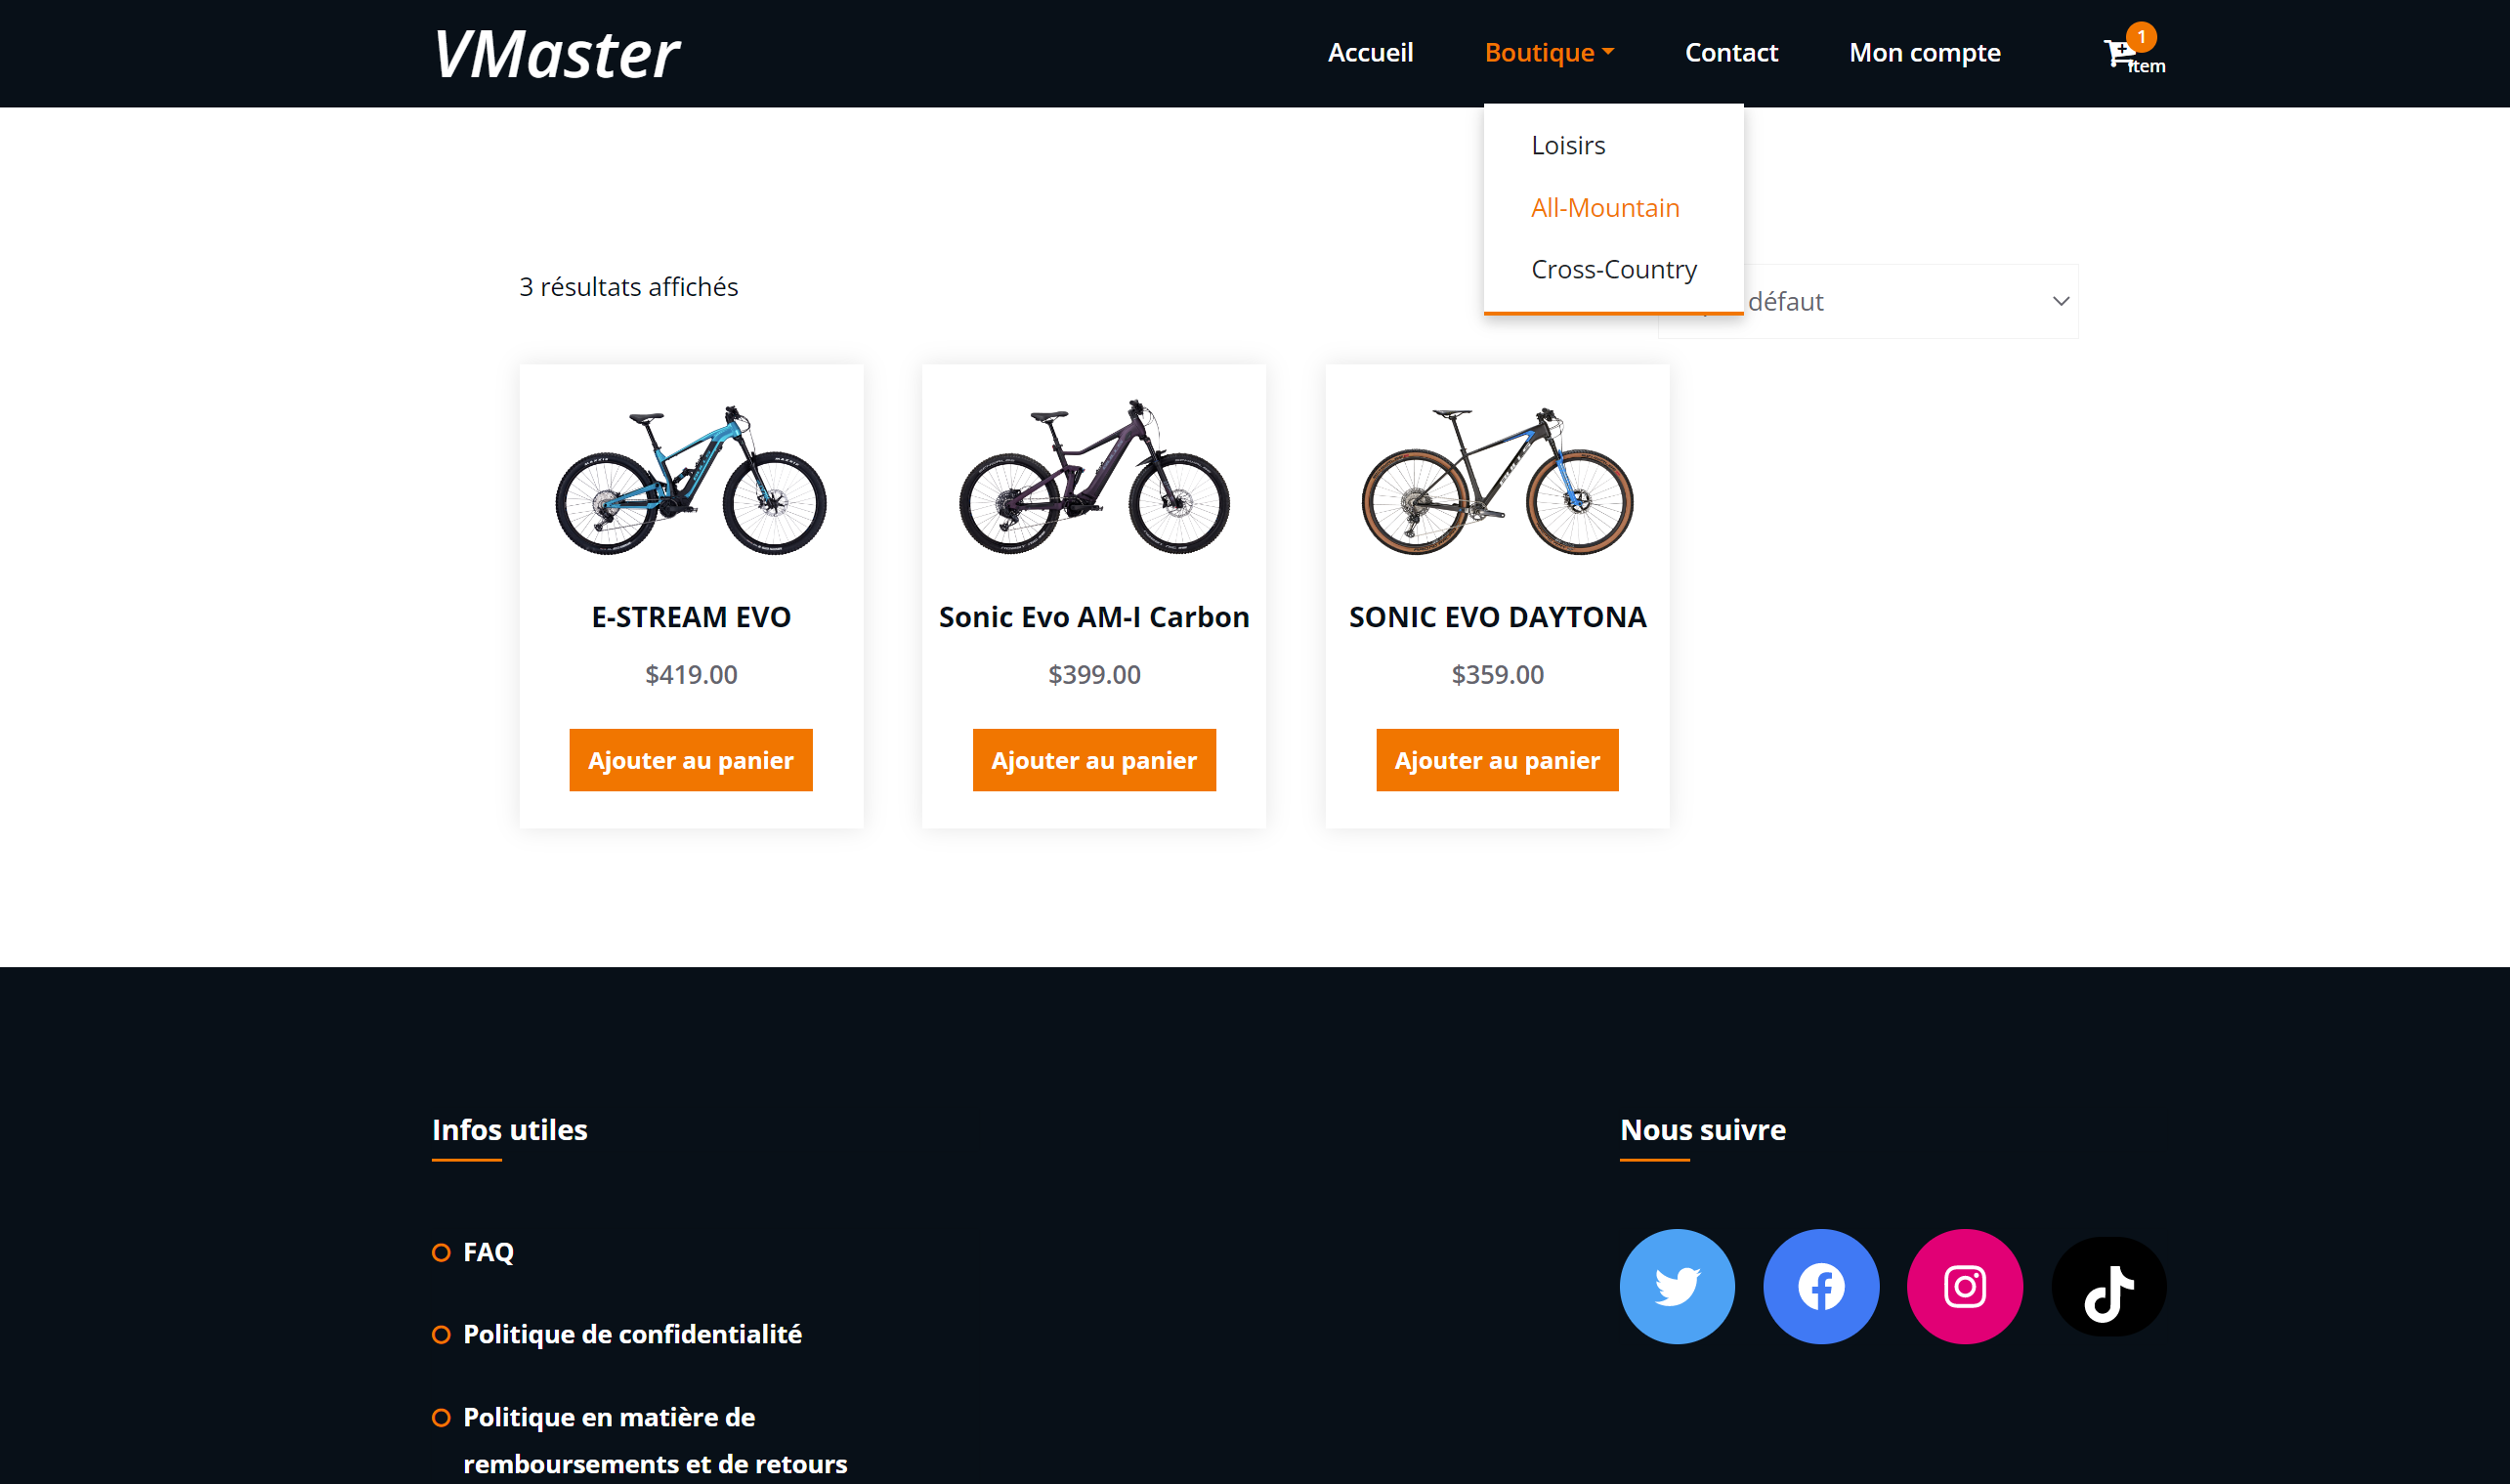 VMaster
Accueil
Boutique
Contact
Mon compte
1
item
Loisirs
All-Mountain
Cross-Country
3 résultats affichés
défaut
E-STREAM EVO
$419.00
Ajouter au panier
Sonic Evo AM-I Carbon
$399.00
Ajouter au panier
SONIC EVO DAYTONA
$359.00
Ajouter au panier
Infos utiles
FAQ
Politique de confidentialité
Politique en matière de
remboursements et de retours
Nous suivre